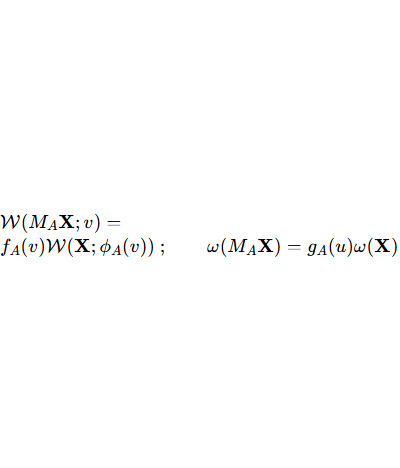 𝒲(M_A𝐗; v) =
f_A(v)𝒲(𝐗; ϕ_A(v)) ; ω(M_A𝐗) = g_A(u)ω(𝐗)